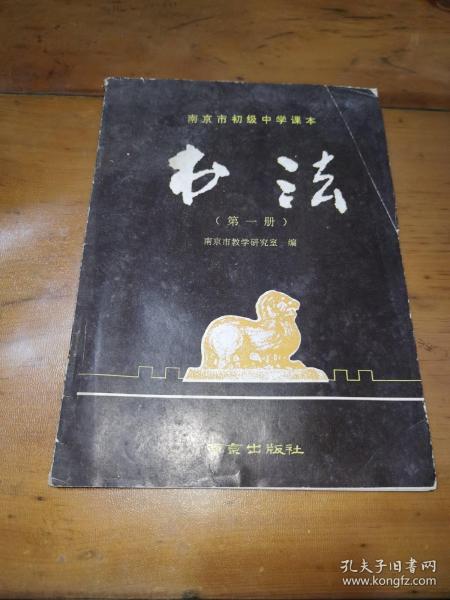 南京市初级中学课本
书法
（第一册）
南京市教学研究室 编
南京出版社
孔夫子旧书网
www.kongfz.com